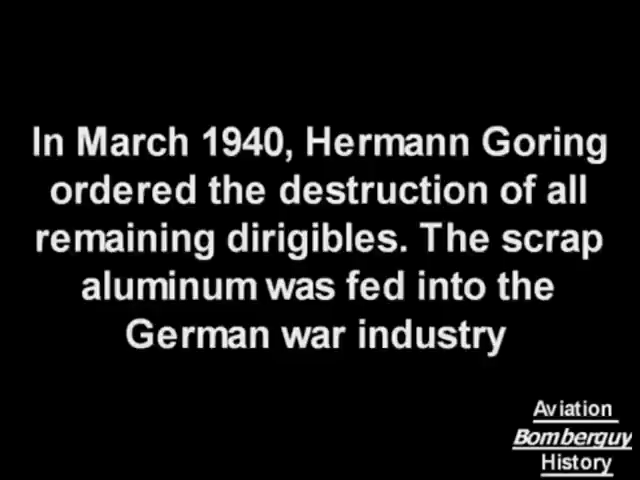 In March 1940, Hermann Goring
ordered the destruction of all
remaining dirigibles. The scrap
aluminum was fed into the
German war industry
Aviation
Bomberguy
History